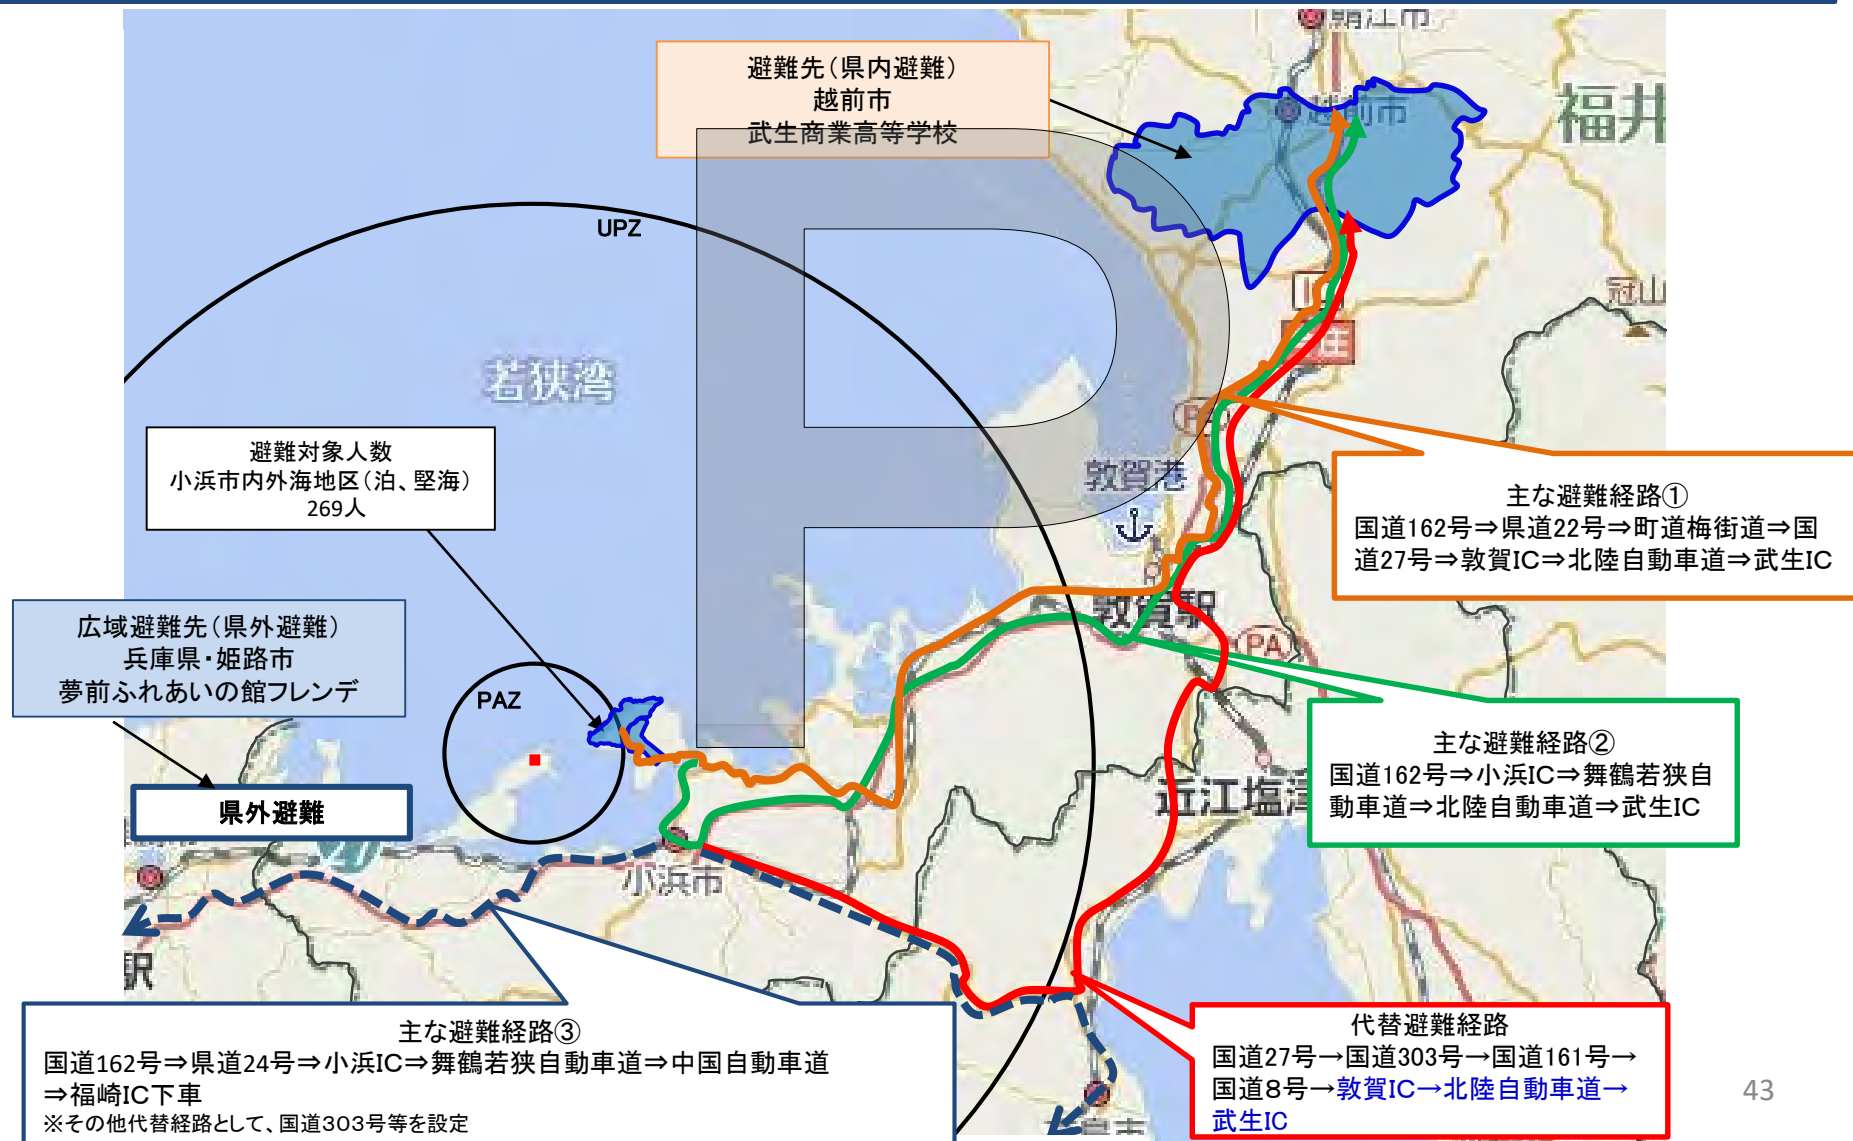 鯖江市
避難先（県内避難）
越前市
武生商業高等学校
越前市
福井
UPZ
冠山
若狭湾
避難対象人数
小浜市内外海地区（泊、堅海）
269人
敦賀港
主な避難経路①
国道162号⇒県道22号⇒町道梅街道⇒国
道27号⇒敦賀IC⇒北陸自動車道⇒武生IC
敦賀駅
PA
広域避難先（県外避難）
兵庫県・姫路市
夢前ふれあいの館フレンデ
PAZ
主な避難経路②
国道162号⇒小浜IC⇒舞鶴若狭自
動車道⇒北陸自動車道⇒武生IC
県外避難
近江塩津
小浜市
駅
P
主な避難経路③
国道162号⇒県道24号⇒小浜IC⇒舞鶴若狭自動車道⇒中国自動車道
⇒福崎IC下車
※その他代替経路として、国道303号等を設定
代替避難経路
国道27号→国道303号→国道161号→
国道8号→敦賀IC→北陸自動車道→
武生IC
43